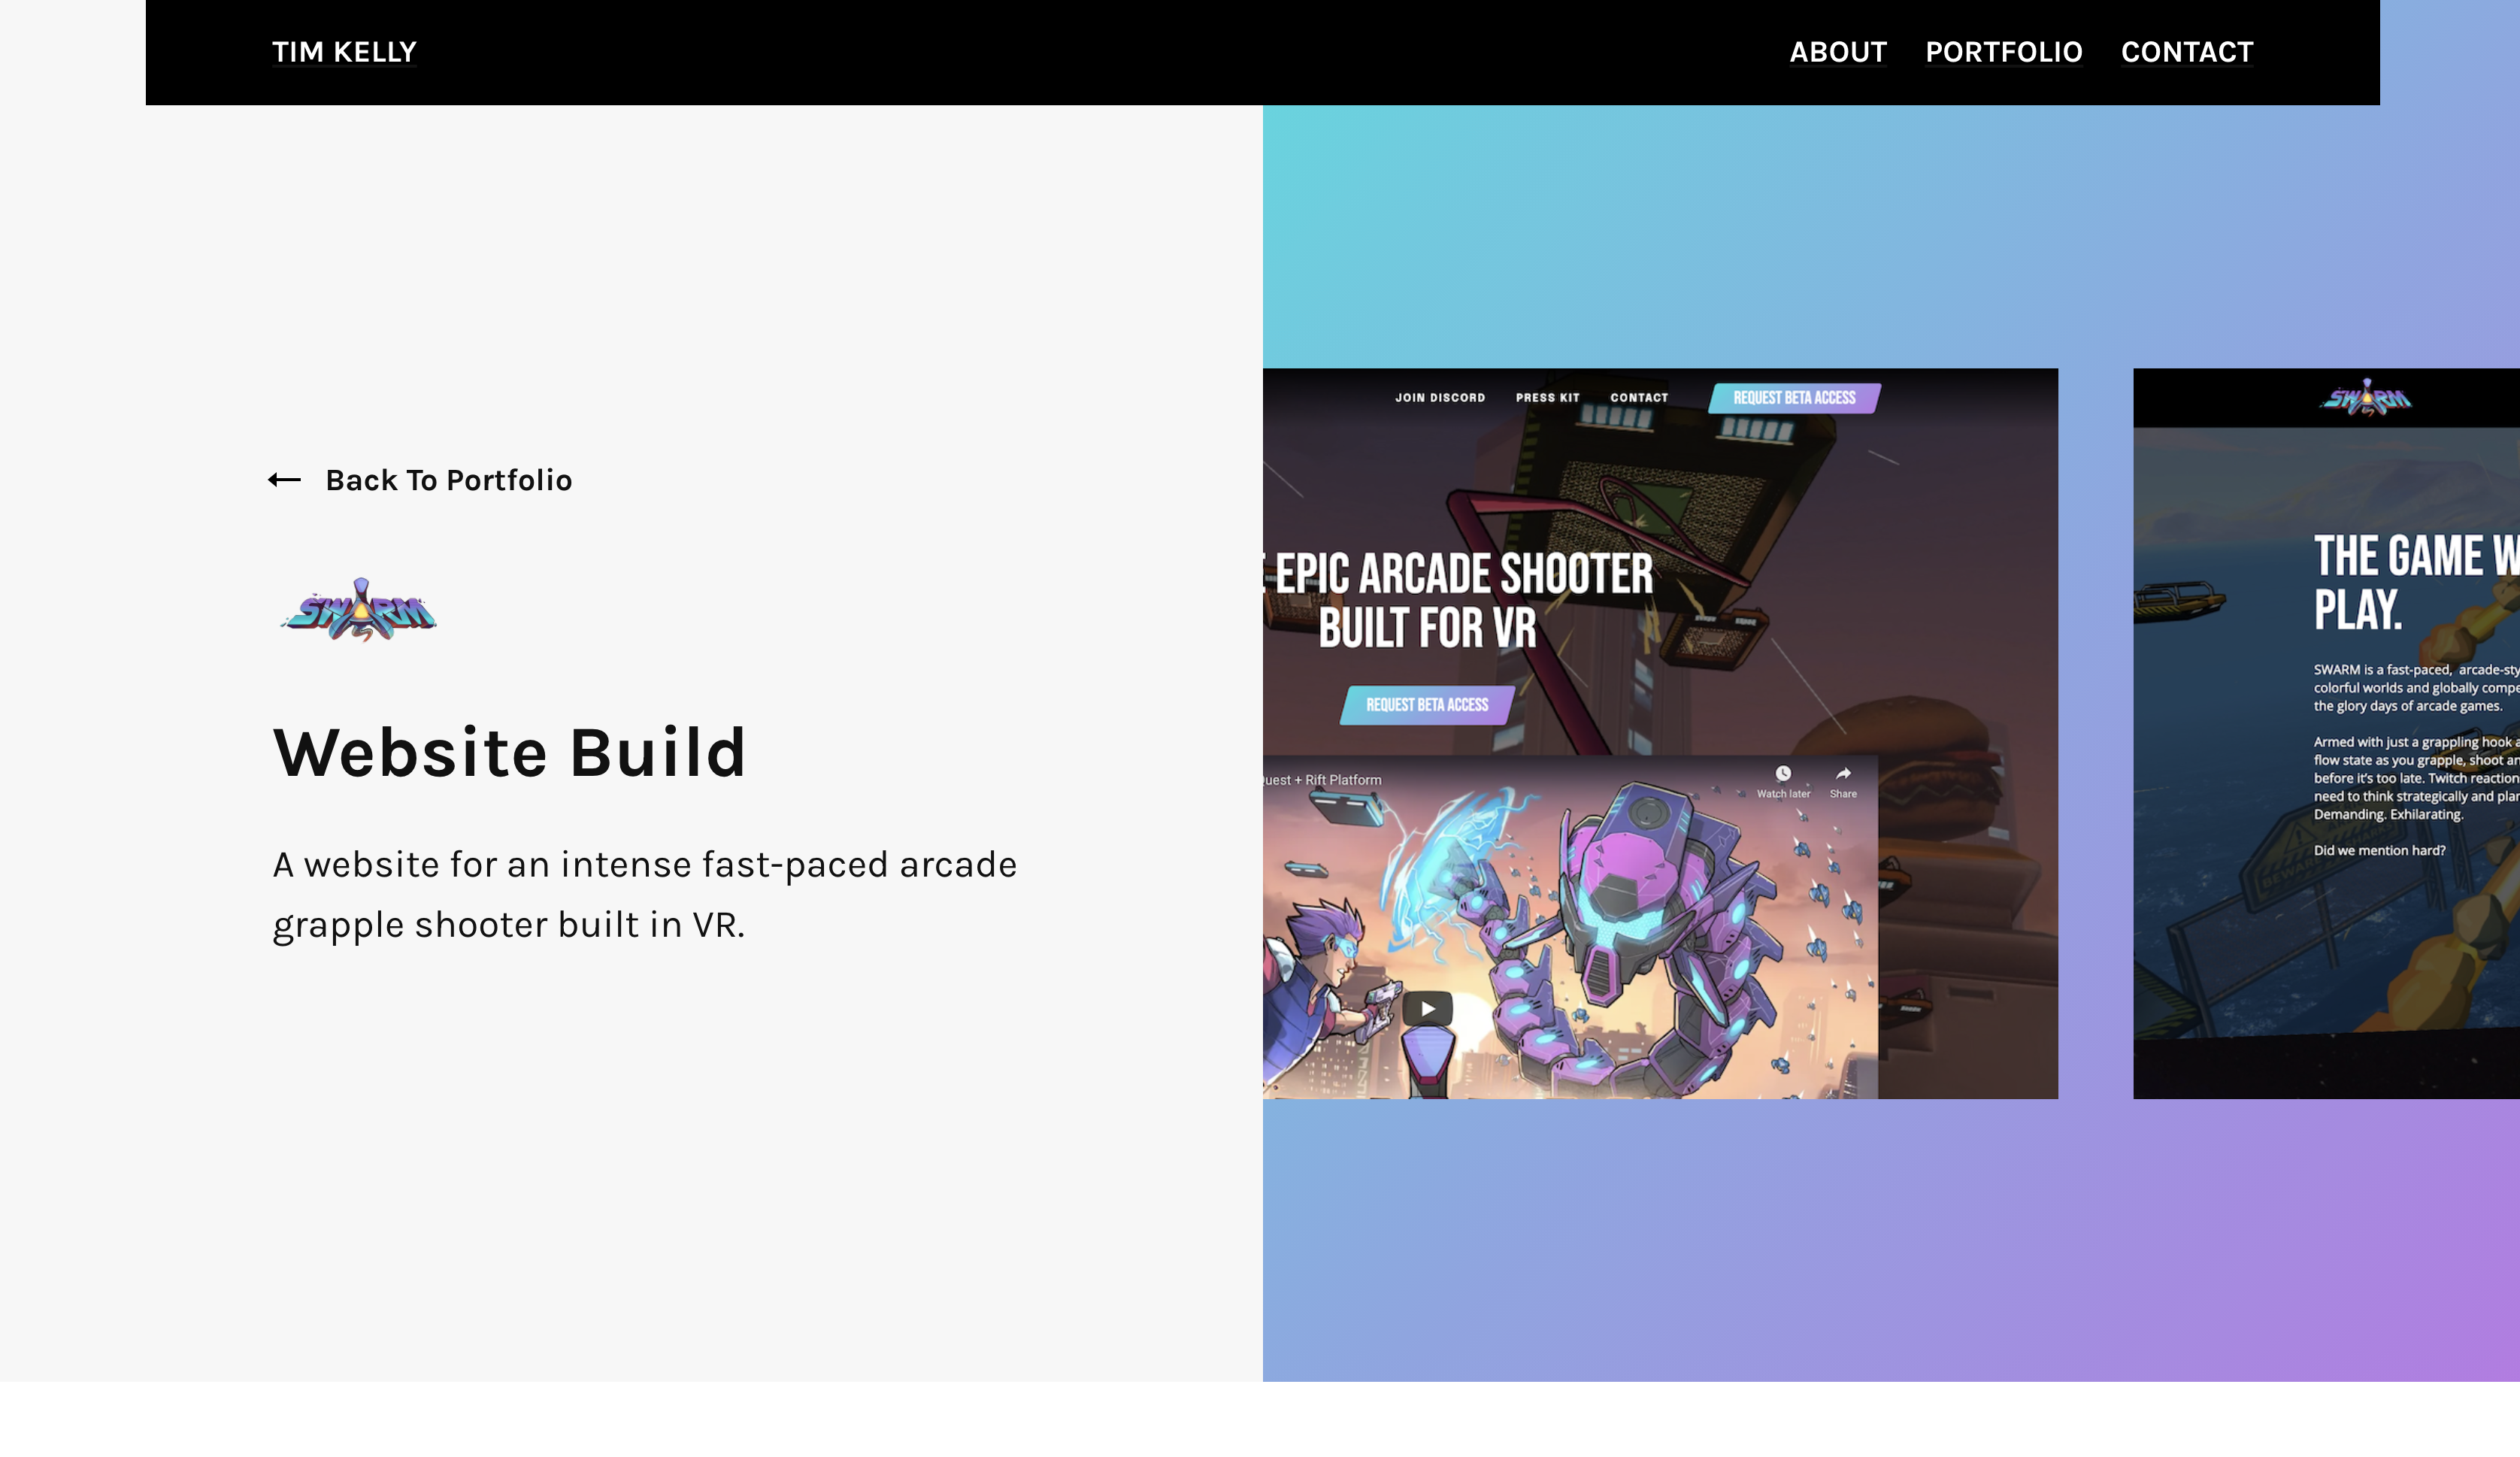 TIM KELLY
ABOUT PORTFOLIO CONTACT
Back To Portfolio
SWARM
Website Build
A website for an intense fast-paced arcade
grapple shooter built in VR.
JOIN DISCORD PRESS KIT CONTACT REQUEST BETA ACCESS
EPIC ARCADE SHOOTER
BUILT FOR VR
REQUEST BETA ACCESS
uest + Rift Platform
Watch later Share
SWARM
THE GAME W
PLAY.
SWARM is a fast-paced, arcade-sty
colorful worlds and globally compe
the glory days of arcade games.
Armed with just a grappling hook a
flow state as you grapple, shoot an
before it's too late. Twitch reaction
need to think strategically and plan
Demanding. Exhilarating.
Did we mention hard?